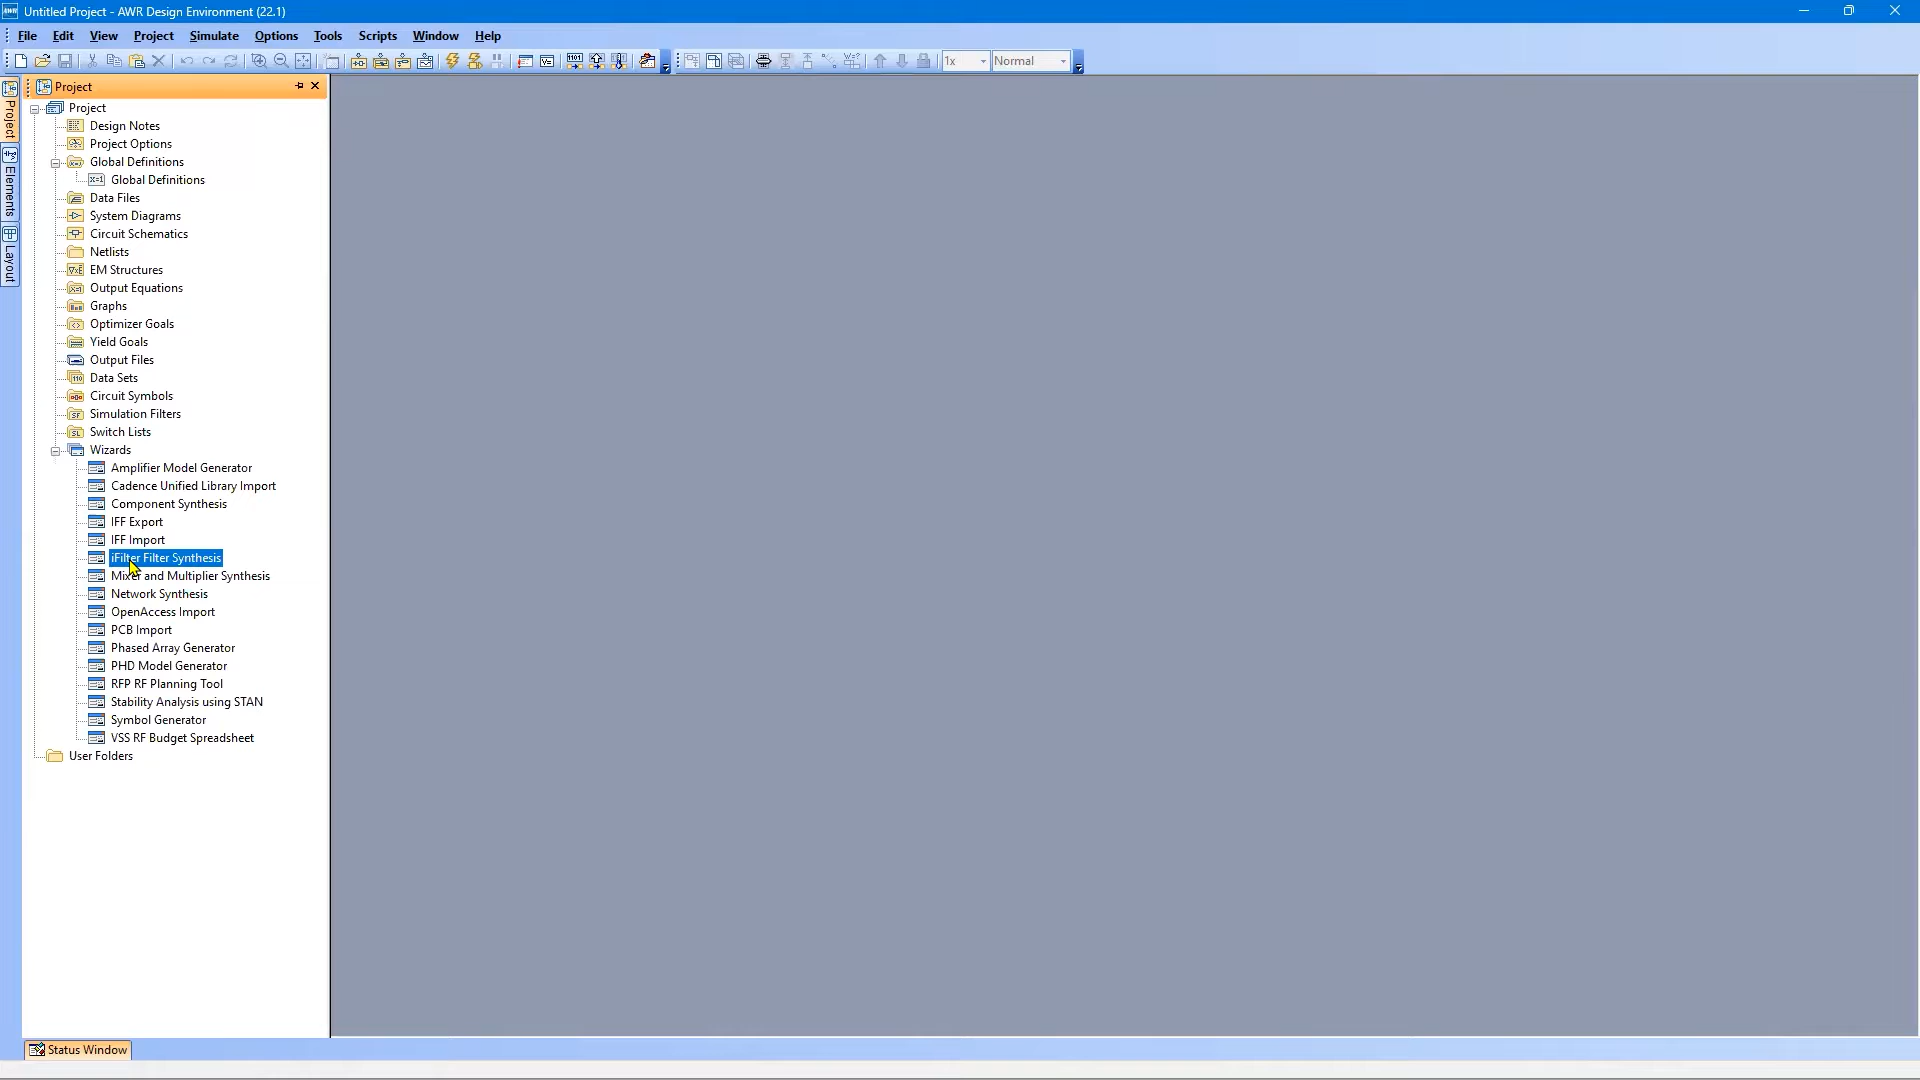 Untitled Project - AWR Design Environment (22.1)
File Edit View Project Simulate Options Tools Scripts Window Help
1x Normal
Project
Project
Elements
Layout
Project
Design Notes
Project Options
Global Definitions
Global Definitions
Data Files
System Diagrams
Circuit Schematics
Netlists
EM Structures
Output Equations
Graphs
Optimizer Goals
Yield Goals
Output Files
Data Sets
Circuit Symbols
Simulation Filters
Switch Lists
Wizards
Amplifier Model Generator
Cadence Unified Library Import
Component Synthesis
IFF Export
IFF Import
iFilter Filter Synthesis
Mixer and Multiplier Synthesis
Network Synthesis
OpenAccess Import
PCB Import
Phased Array Generator
PHD Model Generator
RFP RF Planning Tool
Stability Analysis using STAN
Symbol Generator
VSS RF Budget Spreadsheet
User Folders
Status Window